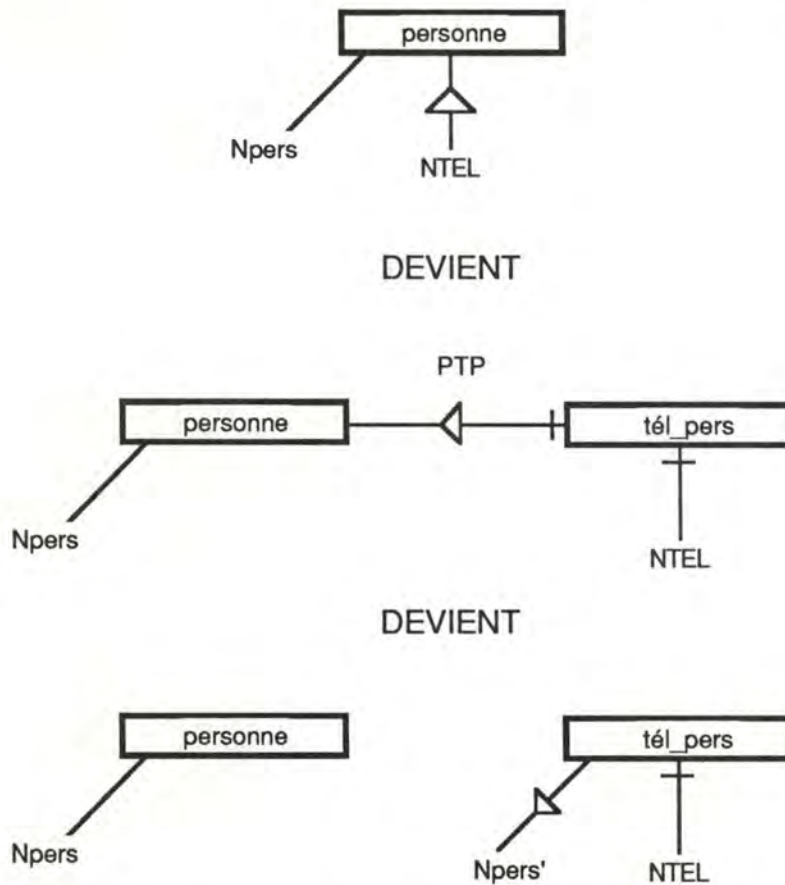 personne
Npers
NTEL
DEVIENT
PTP
personne
tél_pers
Npers
NTEL
DEVIENT
personne
tél_pers
Npers
Npers'
NTEL